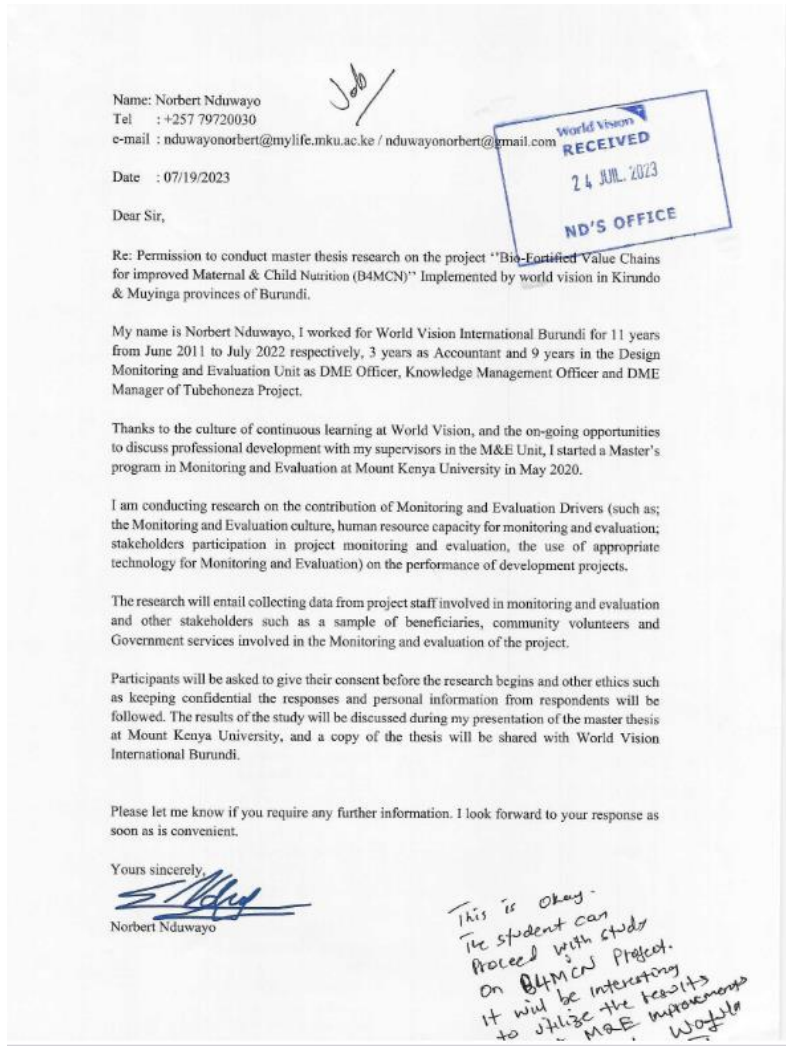 Job
Name: Norbert Nduwayo
Tel : +257 79720030
e-mail : nduwayonorbert@mylife.mku.ac.ke / nduwayonorbert@gmail.com
World Vision
RECEIVED
24 JUIL. 2023
ND'S OFFICE
Date : 07/19/2023
Dear Sir,
Re: Permission to conduct master thesis research on the project ‘‘Bio-Fortified Value Chains
for improved Maternal & Child Nutrition (B4MCN)’’ Implemented by world vision in Kirundo
& Muyinga provinces of Burundi.
My name is Norbert Nduwayo, I worked for World Vision International Burundi for 11 years
from June 2011 to July 2022 respectively, 3 years as Accountant and 9 years in the Design
Monitoring and Evaluation Unit as DME Officer, Knowledge Management Officer and DME
Manager of Tubehoneza Project.
Thanks to the culture of continuous learning at World Vision, and the on-going opportunities
to discuss professional development with my supervisors in the M&E Unit, I started a Master's
program in Monitoring and Evaluation at Mount Kenya University in May 2020.
I am conducting research on the contribution of Monitoring and Evaluation Drivers (such as;
the Monitoring and Evaluation culture, human resource capacity for monitoring and evaluation;
stakeholders participation in project monitoring and evaluation, the use of appropriate
technology for Monitoring and Evaluation) on the performance of development projects.
The research will entail collecting data from project staff involved in monitoring and evaluation
and other stakeholders such as a sample of beneficiaries, community volunteers and
Government services involved in the Monitoring and evaluation of the project.
Participants will be asked to give their consent before the research begins and other ethics such
as keeping confidential the responses and personal information from respondents will be
followed. The results of the study will be discussed during my presentation of the master thesis
at Mount Kenya University, and a copy of the thesis will be shared with World Vision
International Burundi.
Please let me know if you require any further information. I look forward to your response as
soon as is convenient.
Yours sincerely,
Norbert Nduwayo
This is okay.
The student can
Proceed with study
on B4MCN Project.
It will be interesting
to utilize the results
M&E improvements